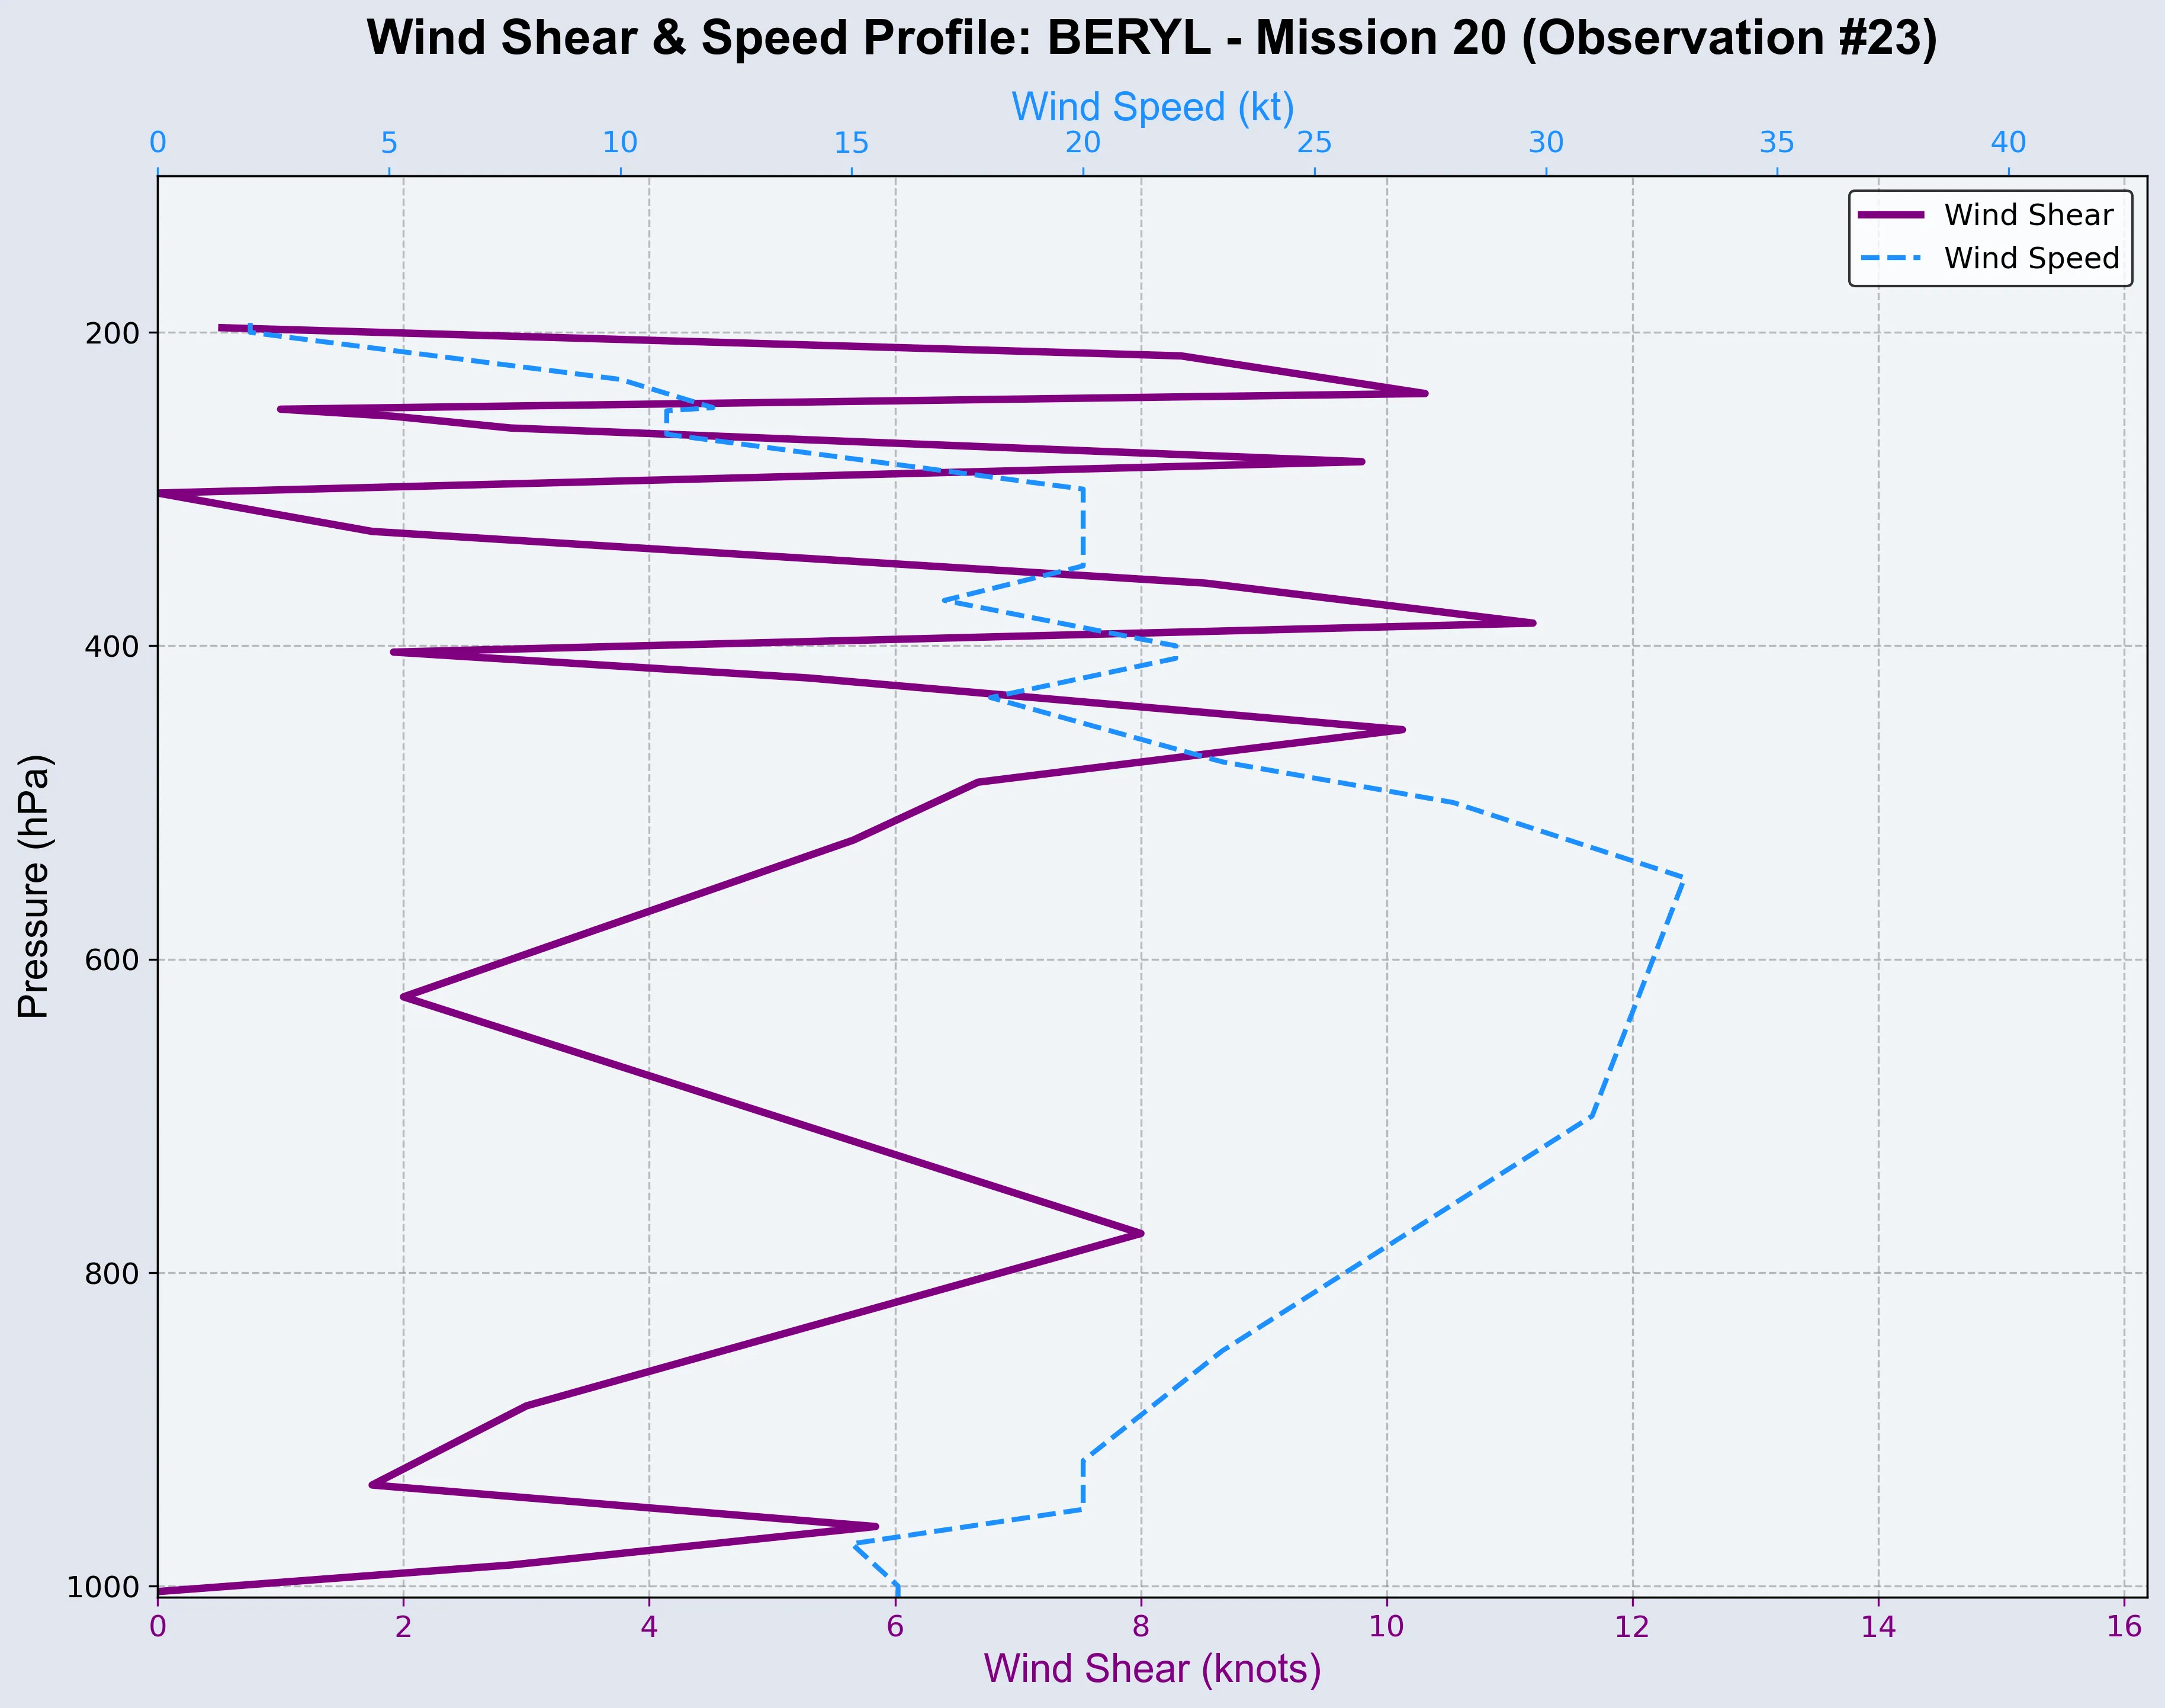 Wind Shear & Speed Profile: BERYL - Mission 20 (Observation #23)
Wind Speed (kt)
0 5 10 15 20 25 30 35 40
Wind Shear
Wind Speed
200
400
600
800
1000
Pressure (hPa)
0 2 4 6 8 10 12 14 16
Wind Shear (knots)